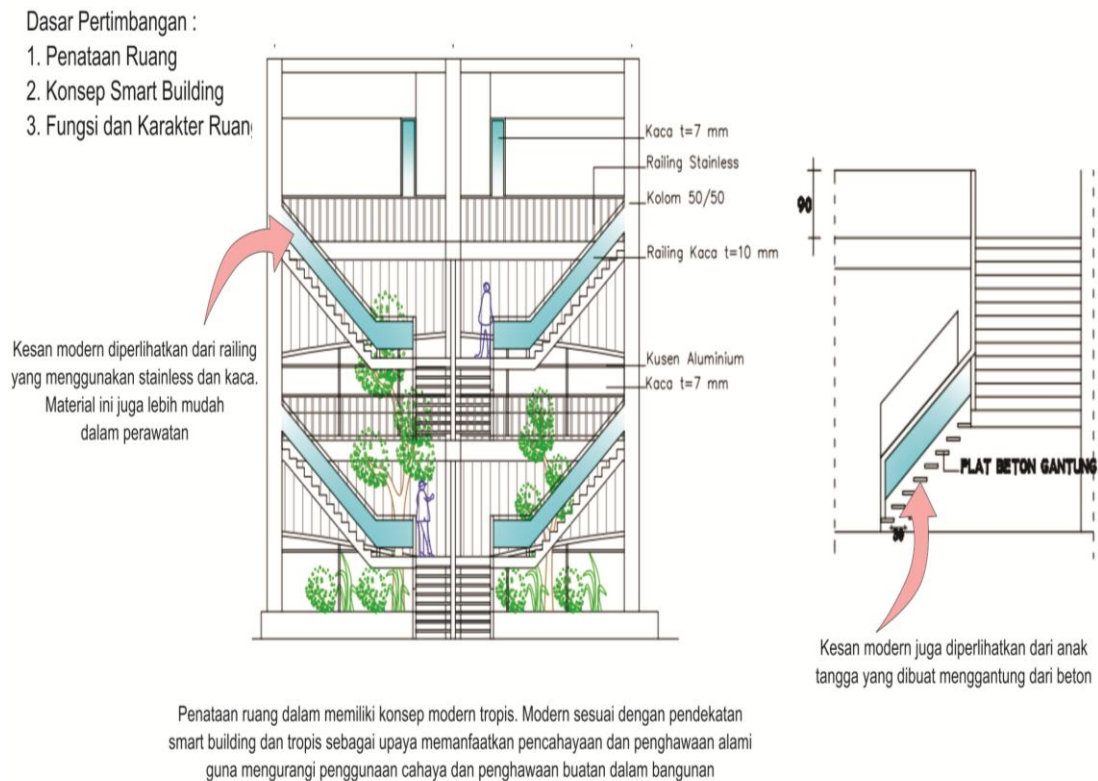 Dasar Pertimbangan :
1. Penataan Ruang
2. Konsep Smart Building
3. Fungsi dan Karakter Ruan
Kaca t=7 mm
Railing Stainless
Kolom 50/50
Railing Kaca t=10 mm
Kusen Aluminium
Kaca t=7 mm
Kesan modern diperlihatkan dari railing
yang menggunakan stainless dan kaca.
Material ini juga lebih mudah
dalam perawatan
90
PLAT BETON GANTUNG
30
Kesan modern juga diperlihatkan dari anak
tangga yang dibuat menggantung dari beton
Penataan ruang dalam memiliki konsep modern tropis. Modern sesuai dengan pendekatan
smart building dan tropis sebagai upaya memanfaatkan pencahayaan dan penghawaan alami
guna mengurangi penggunaan cahaya dan penghawaan buatan dalam bangunan